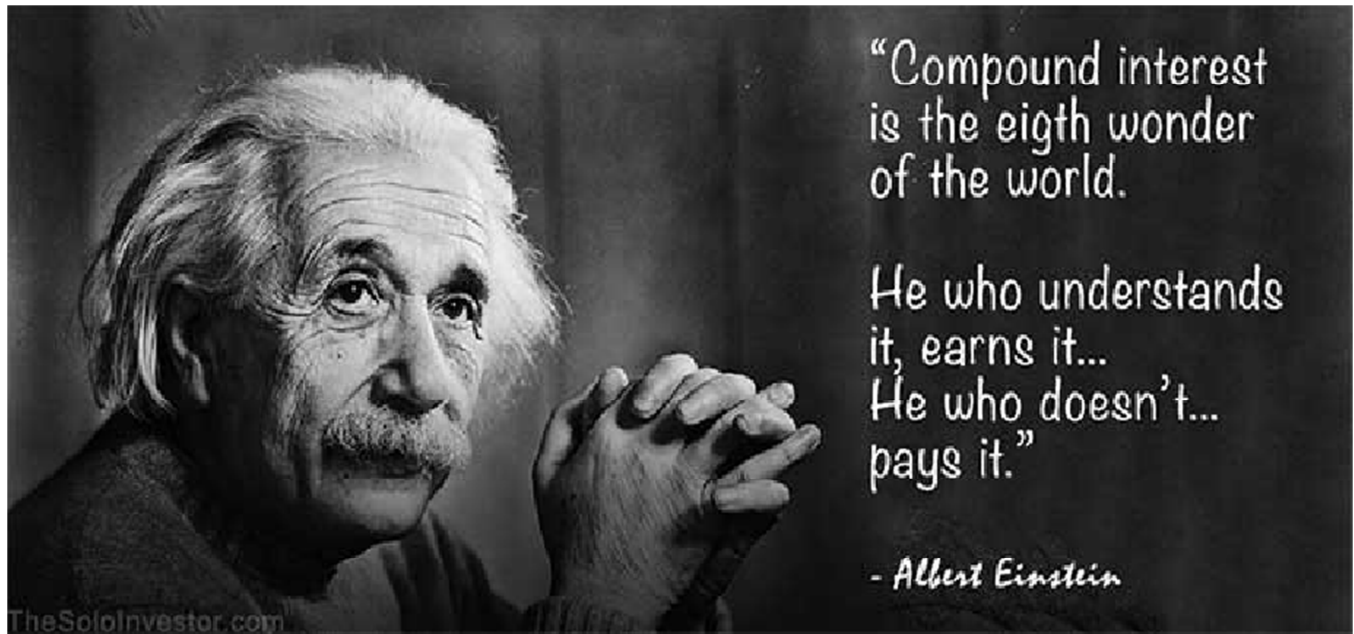 “Compound interest
is the eigth wonder
of the world.
He who understands
it, earns it...
He who doesn’t...
pays it.”
- Albert Einstein
TheSoloInvestor.com